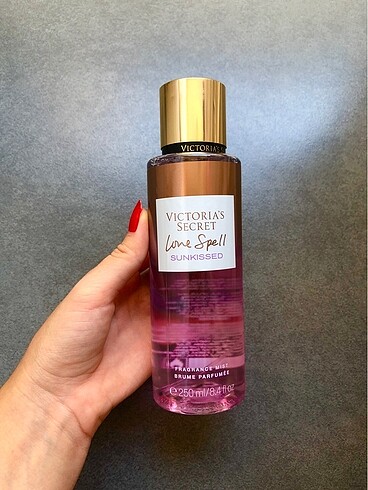 VICTORIA'S S
VICTORIA'S
SECRET
Love Spell
SUNKISSED
FRAGRANCE MIST
BRUME PARFUMÉE
℮ 250 ml/8.4 fl oz